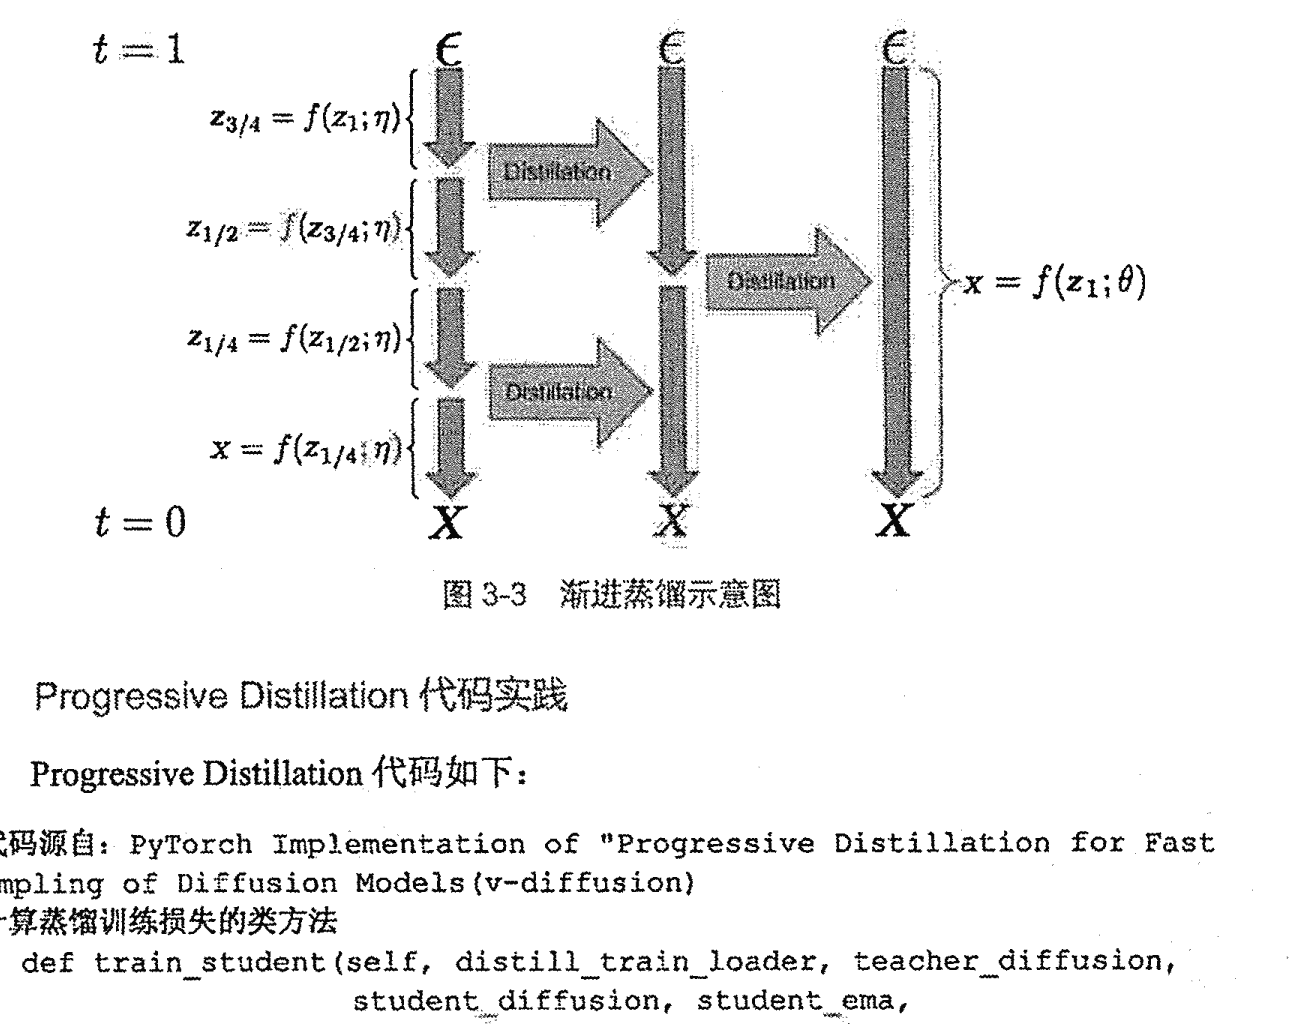 t = 1
ϵ ϵ ϵ
z_{3/4} = f(z_1; η)
Distillation
z_{1/2} = f(z_{3/4}; η)
Distillation
x = f(z_1; θ)
z_{1/4} = f(z_{1/2}; η)
Distillation
x = f(z_{1/4}; η)
t = 0
x x x
图 3-3 渐进蒸馏示意图
Progressive Distillation 代码实践
Progressive Distillation 代码如下：
码源自：PyTorch Implementation of "Progressive Distillation for Fast
mpling of Diffusion Models(v-diffusion)
算蒸馏训练损失的类方法
def train_student(self, distill_train_loader, teacher_diffusion,
student_diffusion, student_ema,